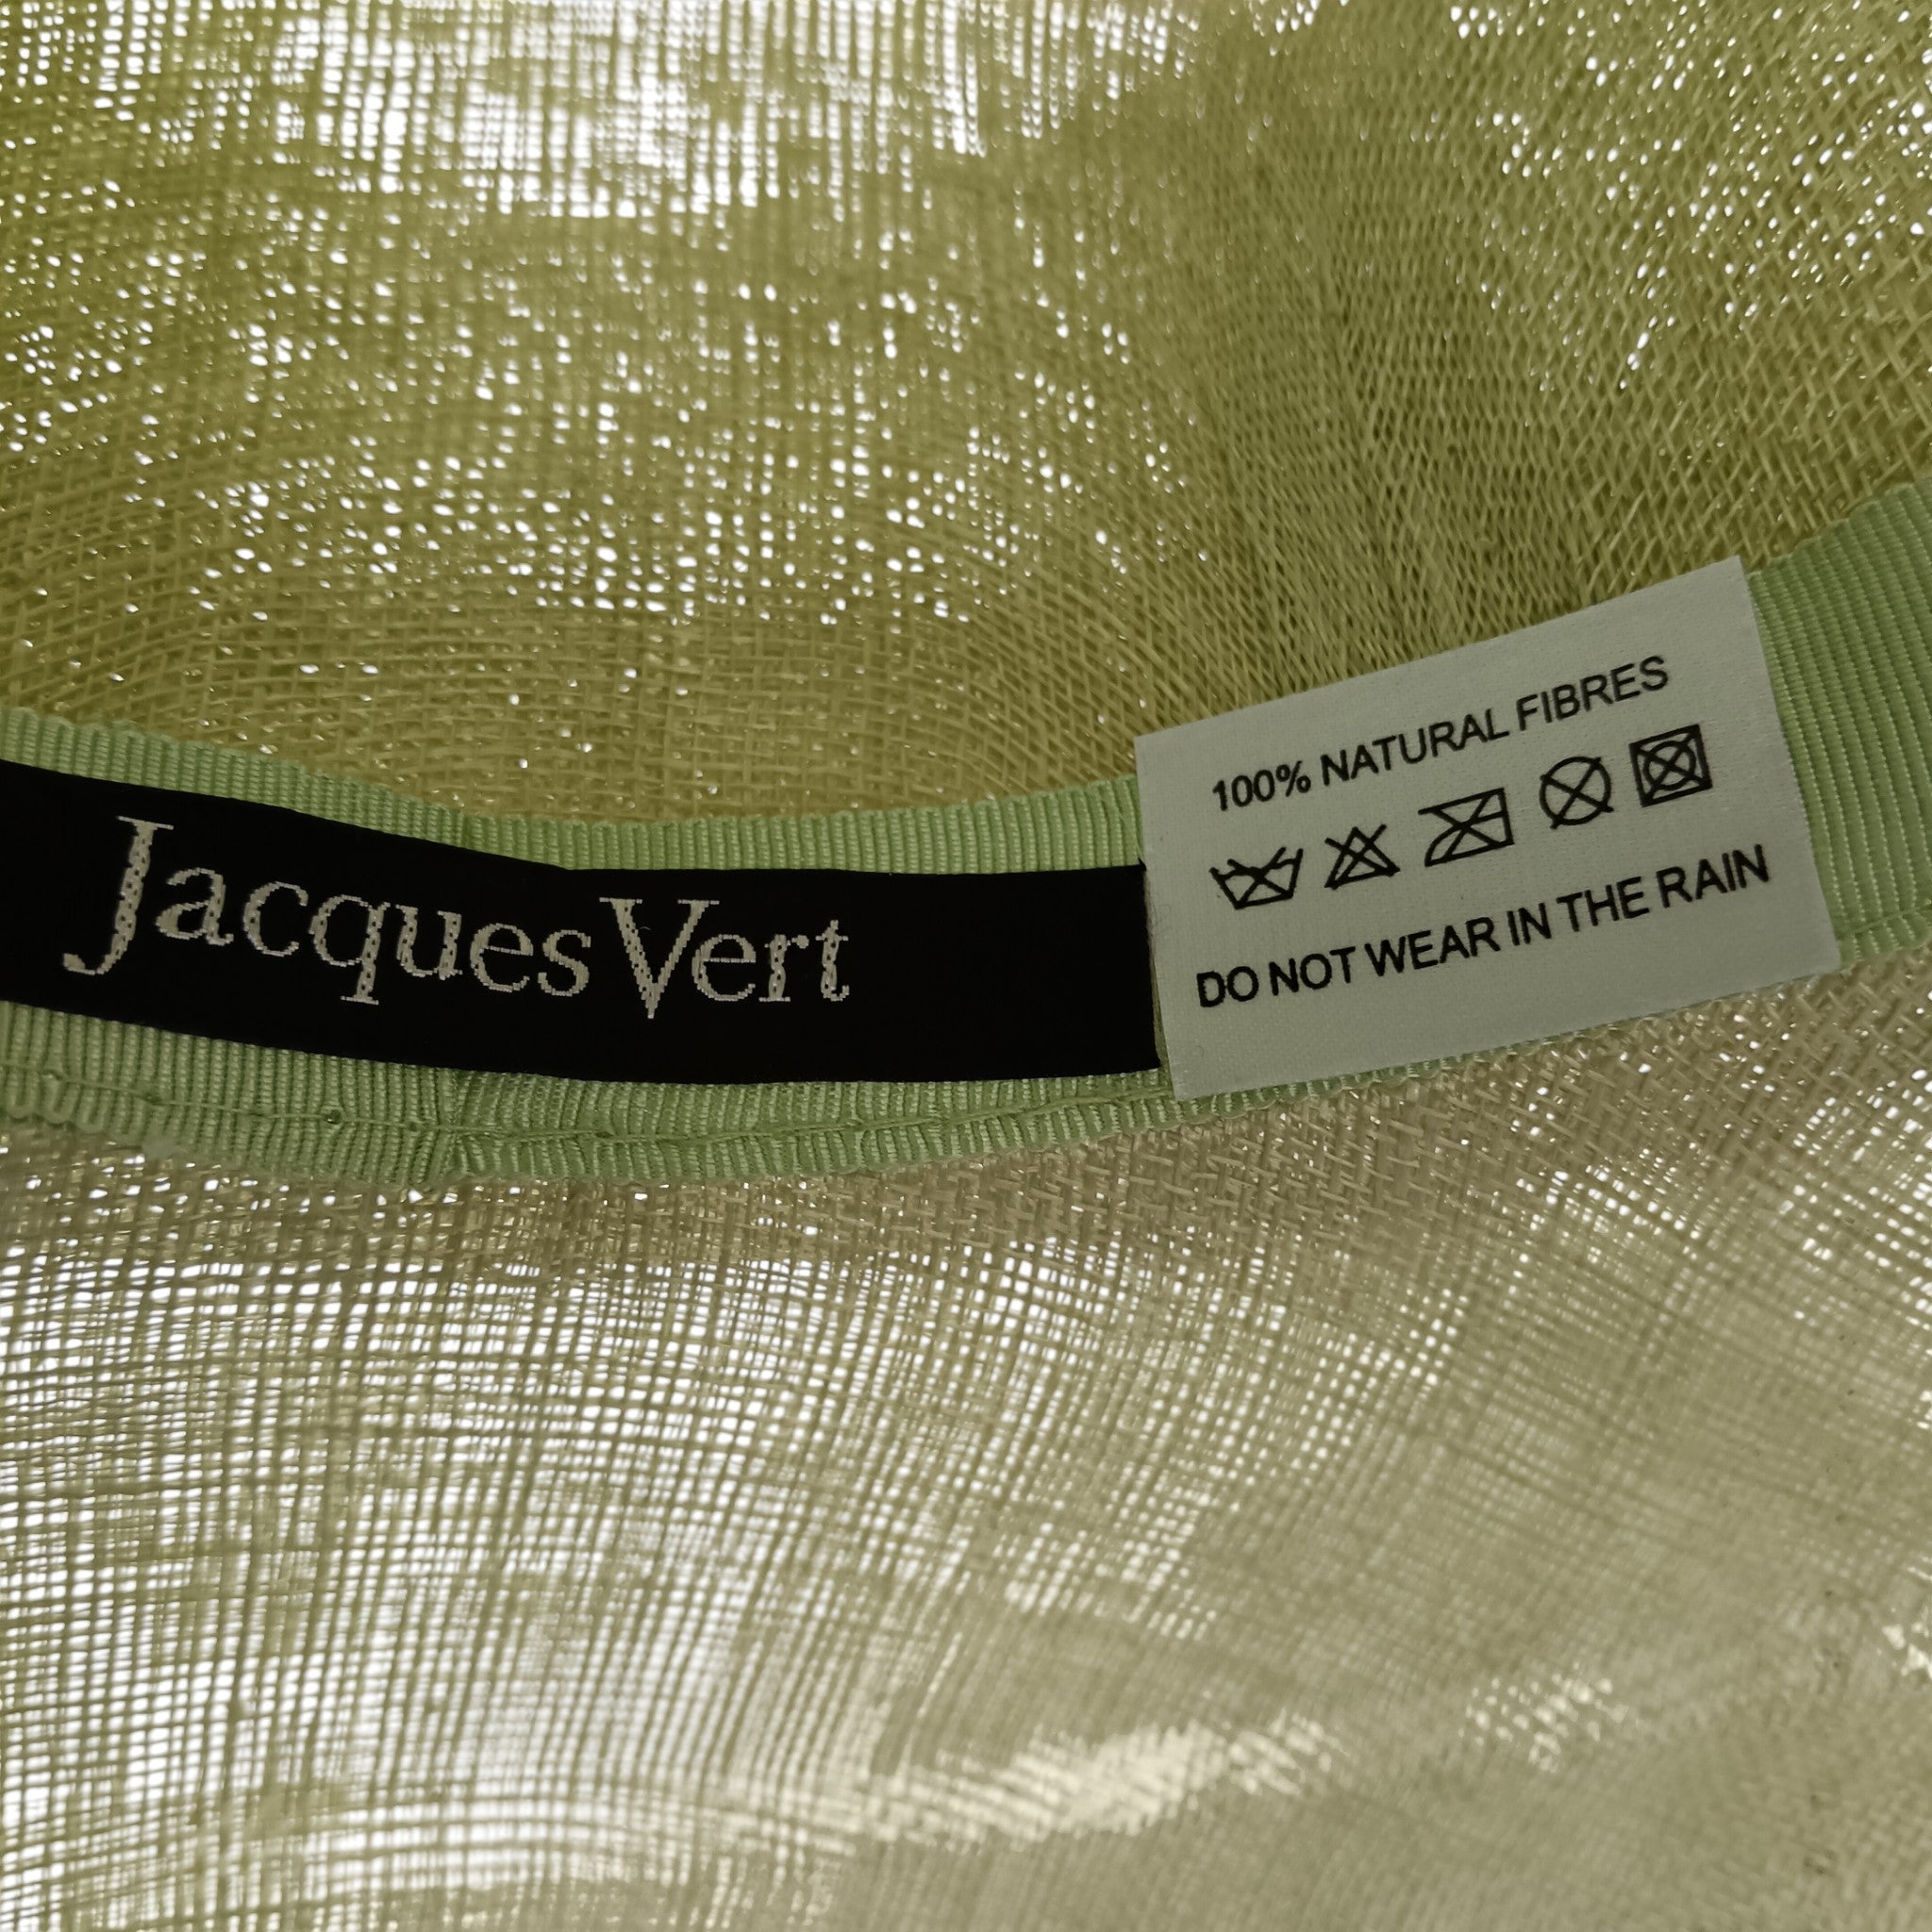 Jacques Vert
100% NATURAL FIBRES
DO NOT WEAR IN THE RAIN